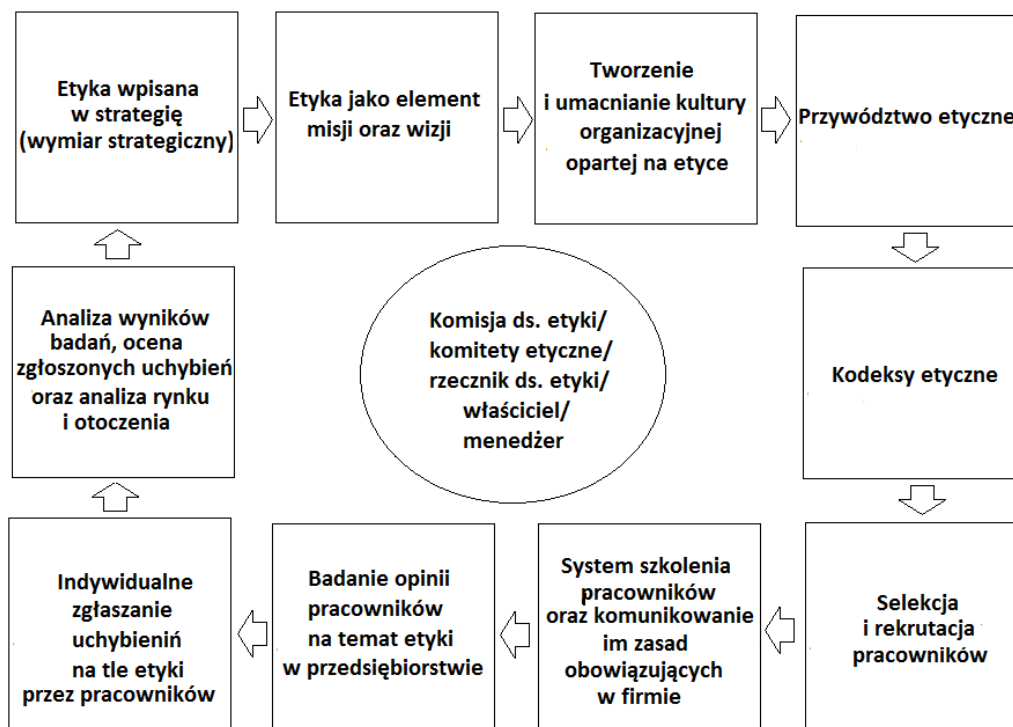 Etyka wpisana
w strategię
(wymiar strategiczny)
Etyka jako element
misji oraz wizji
Tworzenie
i umacnianie kultury
organizacyjnej
opartej na etyce
Przywództwo etyczne
Kodeksy etyczne
Selekcja
i rekrutacja
pracowników
System szkolenia
pracowników
oraz komunikowanie
im zasad
obowiązujących
w firmie
Badanie opinii
pracowników
na temat etyki
w przedsiębiorstwie
Indywidualne
zgłaszanie
uchybieniń
na tle etyki
przez pracowników
Analiza wyników
badań, ocena
zgłoszonych uchybień
oraz analiza rynku
i otoczenia
Komisja ds. etyki/
komitety etyczne/
rzecznik ds. etyki/
właściciel/
menedżer